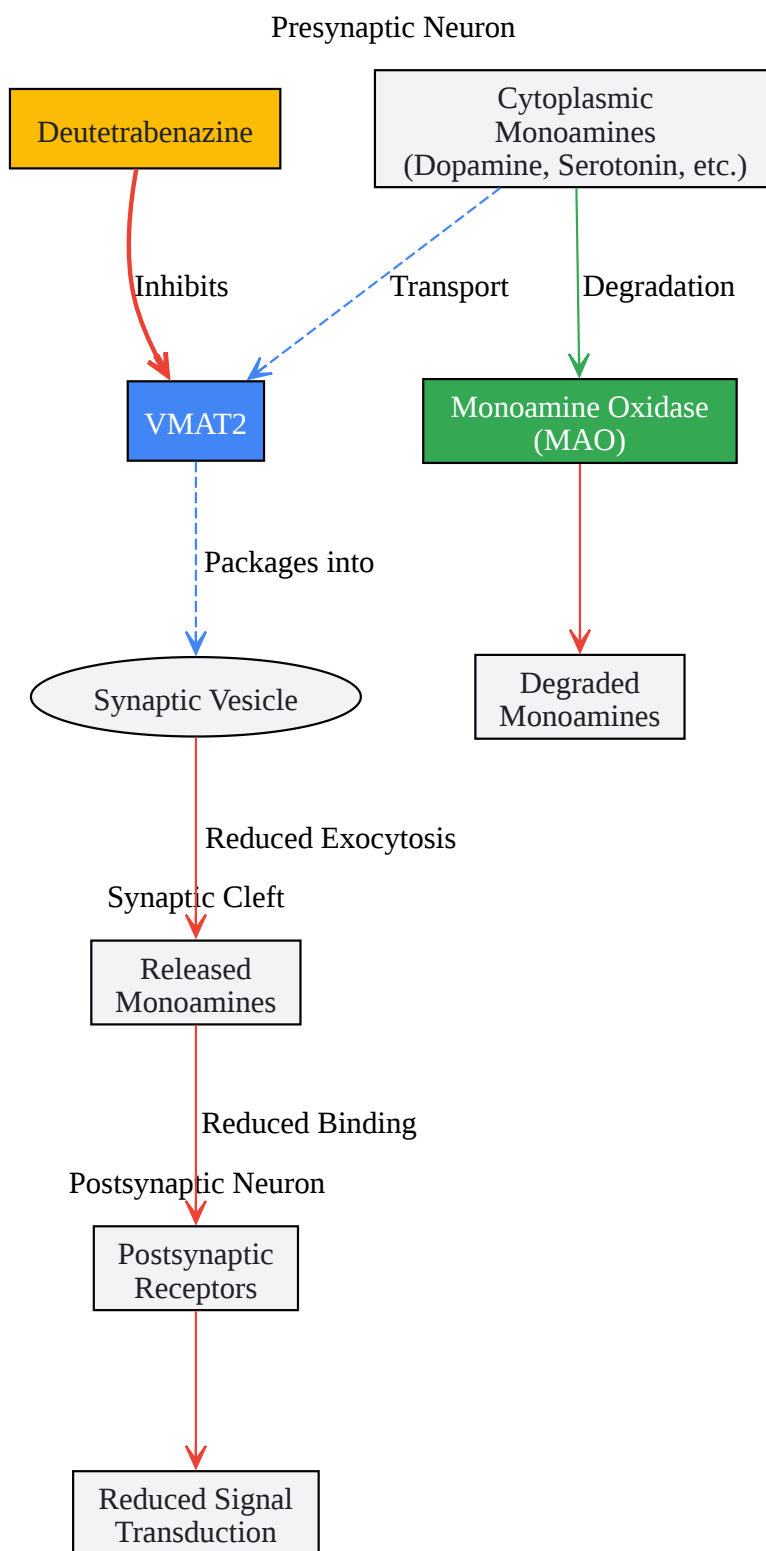 Presynaptic Neuron
Deutetrabenazine
Cytoplasmic
Monoamines
(Dopamine, Serotonin, etc.)
Inhibits
Transport
Degradation
VMAT2
Monoamine Oxidase
(MAO)
Packages into
Synaptic Vesicle
Degraded
Monoamines
Reduced Exocytosis
Synaptic Cleft
Released
Monoamines
Reduced Binding
Postsynaptic Neuron
Postsynaptic
Receptors
Reduced Signal
Transduction